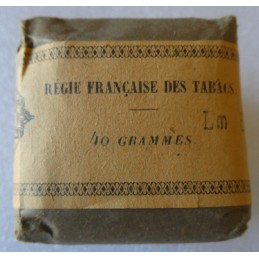 REGIE FRANÇAISE DES TABACS
Lm
40 GRAMMES.